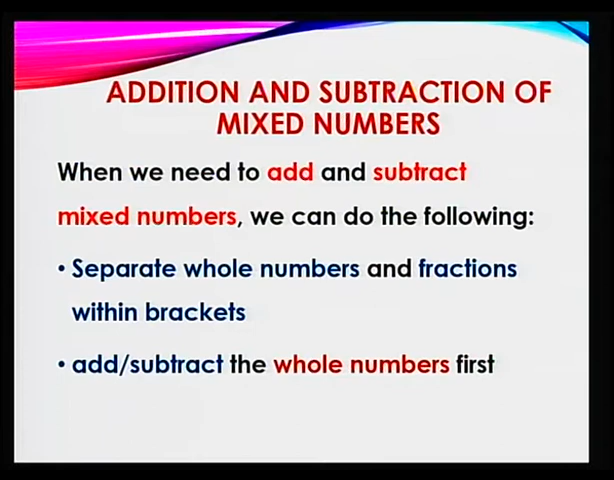 ADDITION AND SUBTRACTION OF
MIXED NUMBERS
When we need to add and subtract
mixed numbers, we can do the following:
• Separate whole numbers and fractions
within brackets
• add/subtract the whole numbers first